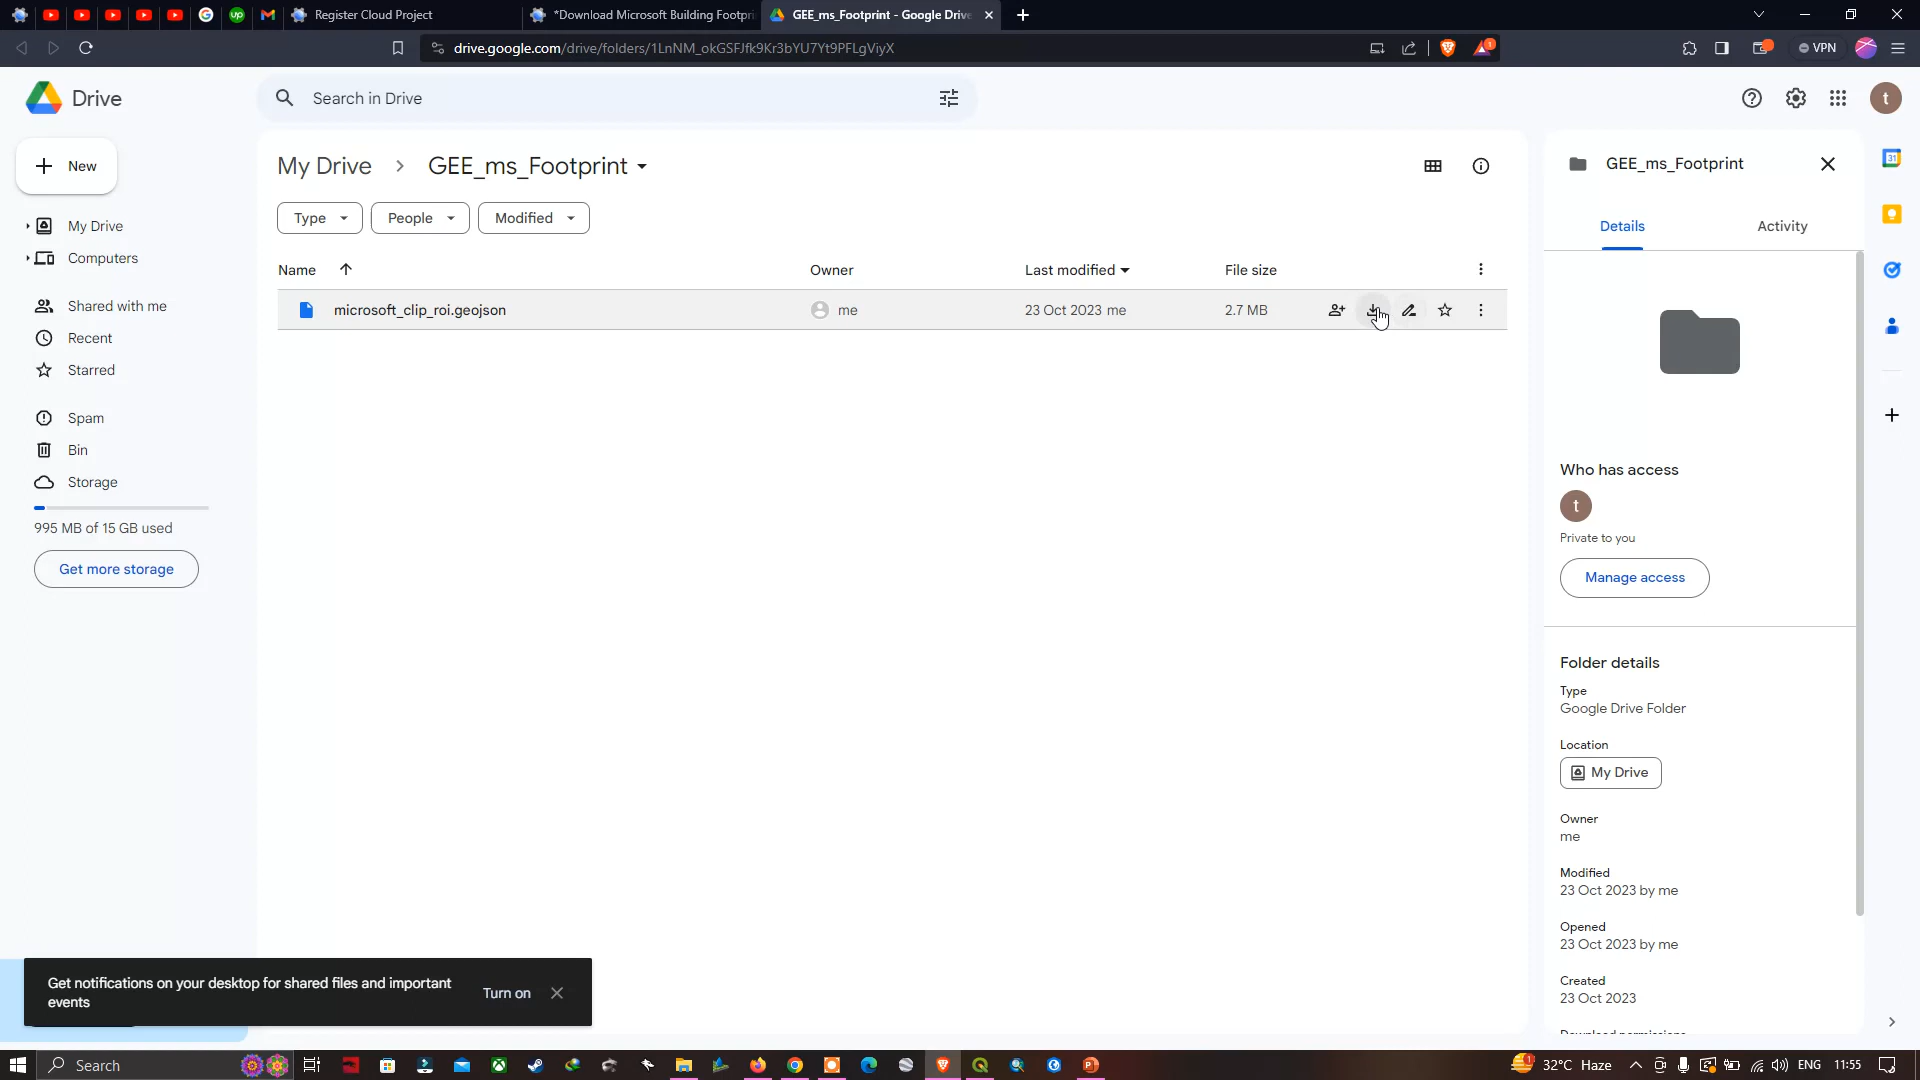 Register Cloud Project
*Download Microsoft Building Footpri
GEE_ms_Footprint - Google Drive
drive.google.com/drive/folders/1LnNM_okGSFJfk9Kr3bYU7Yt9PFLgViyX
VPN
Drive
Search in Drive
t
New
My Drive
Computers
Shared with me
Recent
Starred
Spam
Bin
Storage
995 MB of 15 GB used
Get more storage
My Drive > GEE_ms_Footprint
Type
People
Modified
Name
Owner
Last modified
File size
microsoft_clip_roi.geojson
me
23 Oct 2023 me
2.7 MB
GEE_ms_Footprint
Details
Activity
Who has access
t
Private to you
Manage access
Folder details
Type
Google Drive Folder
Location
My Drive
Owner
me
Modified
23 Oct 2023 by me
Opened
23 Oct 2023 by me
Created
23 Oct 2023
31
Get notifications on your desktop for shared files and important
events
Turn on
Search
32°C Haze
ENG
11:55